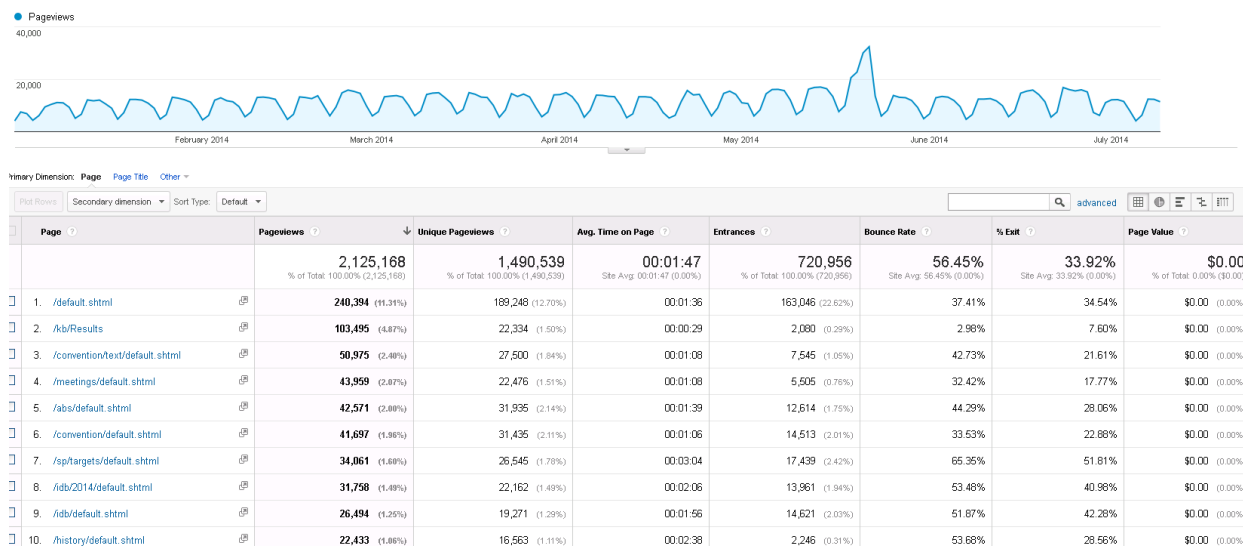 Pageviews
40,000
20,000
February 2014 March 2014 April 2014 May 2014 June 2014 July 2014
Primary Dimension: Page Page Title Other
Plot Rows Secondary dimension Sort Type: Default advanced
Page Pageviews Unique Pageviews Avg. Time on Page Entrances Bounce Rate % Exit Page Value
2,125,168 1,490,539 00:01:47 720,956 56.45% 33.92% $0.00
% of Total: 100.00% (2,125,168) % of Total: 100.00% (1,490,539) Site Avg: 00:01:47 (0.00%) % of Total: 100.00% (720,956) Site Avg: 56.45% (0.00%) Site Avg: 33.92% (0.00%) % of Total: 0.00% ($0.00)
1. /default.shtml 240,394 (11.31%) 189,248 (12.70%) 00:01:36 163,046 (22.62%) 37.41% 34.54% $0.00 (0.00%
2. /kb/Results 103,495 (4.87%) 22,334 (1.50%) 00:00:29 2,080 (0.29%) 2.98% 7.60% $0.00 (0.00%
3. /convention/text/default.shtml 50,975 (2.40%) 27,500 (1.84%) 00:01:08 7,545 (1.05%) 42.73% 21.61% $0.00 (0.00%
4. /meetings/default.shtml 43,959 (2.07%) 22,476 (1.51%) 00:01:08 5,505 (0.76%) 32.42% 17.77% $0.00 (0.00%
5. /abs/default.shtml 42,571 (2.00%) 31,935 (2.14%) 00:01:39 12,614 (1.75%) 44.29% 28.06% $0.00 (0.00%
6. /convention/default.shtml 41,697 (1.96%) 31,435 (2.11%) 00:01:06 14,513 (2.01%) 33.53% 22.88% $0.00 (0.00%
7. /sp/targets/default.shtml 34,061 (1.60%) 26,545 (1.78%) 00:03:04 17,439 (2.42%) 65.35% 51.81% $0.00 (0.00%
8. /idb/2014/default.shtml 31,758 (1.49%) 22,162 (1.49%) 00:02:06 13,961 (1.94%) 53.48% 40.98% $0.00 (0.00%
9. /idb/default.shtml 26,494 (1.25%) 19,271 (1.29%) 00:01:56 14,621 (2.03%) 51.87% 42.28% $0.00 (0.00%
10. /history/default.shtml 22,433 (1.06%) 16,563 (1.11%) 00:02:38 2,246 (0.31%) 53.68% 28.56% $0.00 (0.00%